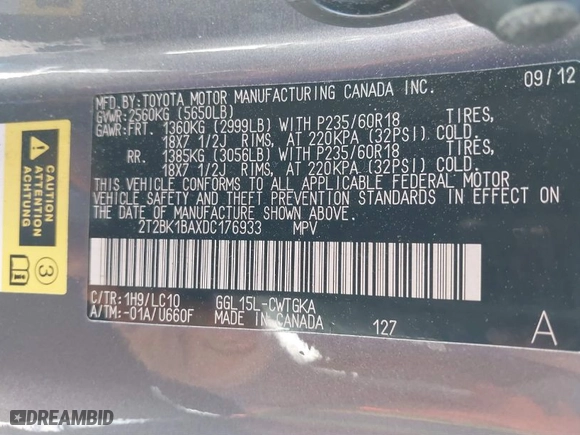 MFD.BY:TOYOTA MOTOR MANUFACTURING CANADA INC. 09/12
GVWR:2560KG (5650LB)
GAWR:FRT. 1360KG (2999LB) WITH P235/60R18 TIRES,
18X7 1/2J RIMS, AT 220KPA (32PSI) COLD.
RR. 1385KG (3056LB) WITH P235/60R18 TIRES,
18X7 1/2J RIMS, AT 220KPA (32PSI) COLD.
THIS VEHICLE CONFORMS TO ALL APPLICABLE FEDERAL MOTOR
VEHICLE SAFETY AND THEFT PREVENTION STANDARDS IN EFFECT ON
THE DATE OF MANUFACTURE SHOWN ABOVE.
2T2BK1BAXDC176933 MPV
C/TR:1H9/LC10 GGL15L-CWTGKA
A/TM:-01A/U660F MADE IN CANADA 127 A
CAUTION
ATTENTION
ACHTUNG
3
DREAMBID